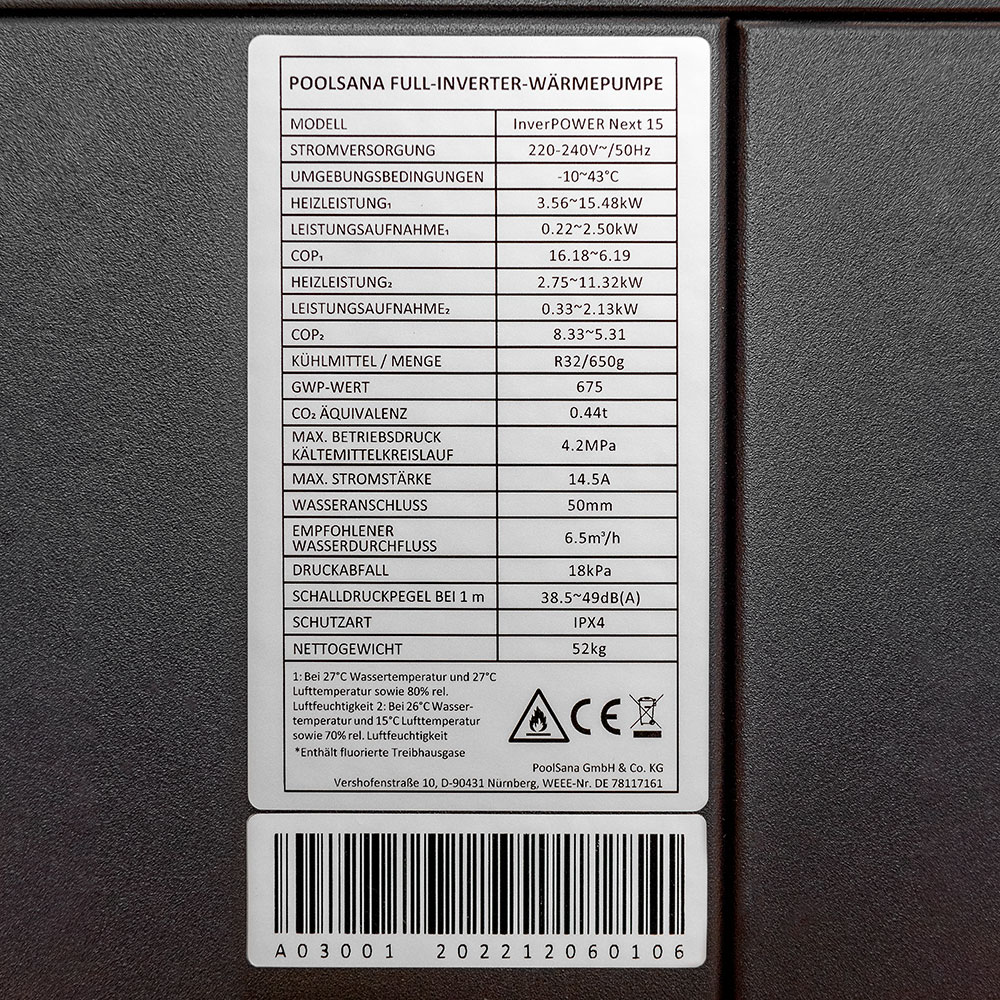 POOLSANA FULL-INVERTER-WÄRMEPUMPE
MODELL InverPOWER Next 15
STROMVERSORGUNG 220-240V~/50Hz
UMGEBUNGSBEDINGUNGEN -10~43°C
HEIZLEISTUNG₁ 3.56~15.48kW
LEISTUNGSAUFNAHME₁ 0.22~2.50kW
COP₁ 16.18~6.19
HEIZLEISTUNG₂ 2.75~11.32kW
LEISTUNGSAUFNAHME₂ 0.33~2.13kW
COP₂ 8.33~5.31
KÜHLMITTEL / MENGE R32/650g
GWP-WERT 675
CO₂ ÄQUIVALENZ 0.44t
MAX. BETRIEBSDRUCK
KÄLTEMITTELKREISLAUF 4.2MPa
MAX. STROMSTÄRKE 14.5A
WASSERANSCHLUSS 50mm
EMPFOHLENER
WASSERDURCHFLUSS 6.5m³/h
DRUCKABFALL 18kPa
SCHALLDRUCKPEGEL BEI 1 m 38.5~49dB(A)
SCHUTZART IPX4
NETTOGEWICHT 52kg
1: Bei 27°C Wassertemperatur und 27°C
Lufttemperatur sowie 80% rel.
Luftfeuchtigkeit 2: Bei 26°C Wasser-
temperatur und 15°C Lufttemperatur
sowie 70% rel. Luftfeuchtigkeit
*Enthält fluorierte Treibhausgase
CE
PoolSana GmbH & Co. KG
Vershofenstraße 10, D-90431 Nürnberg, WEEE-Nr. DE 78117161
A03001 202212060106